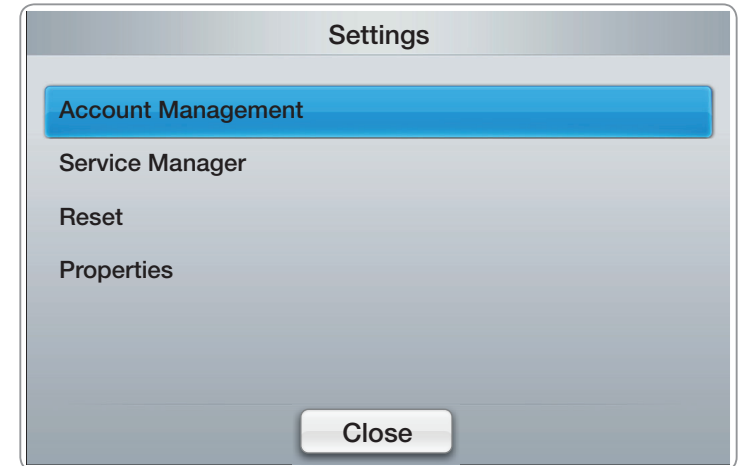 Settings
Account Management
Service Manager
Reset
Properties
Close